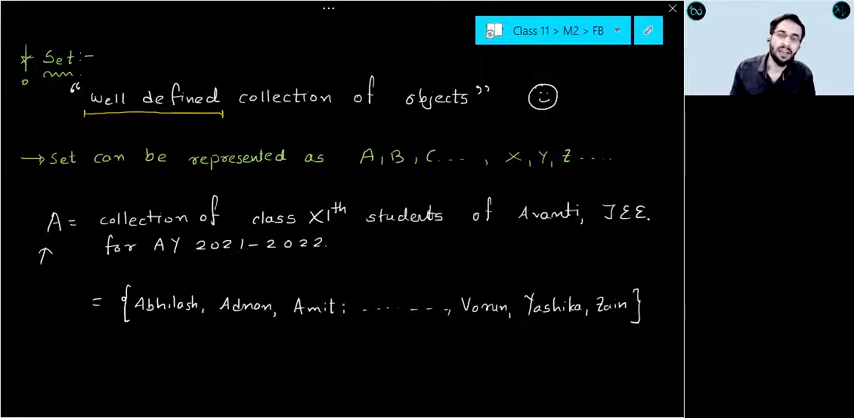 ...
Class 11 > M2 > FB
* Set:-
"well defined collection of objects"
→ Set can be represented as A, B, C...., X, Y, Z....
A = collection of class XIth students of Avanti, JEE.
for AY 2021-2022.
= {Abhilash, Adnan, Amit, ........, Varun, Yashika, Zain}